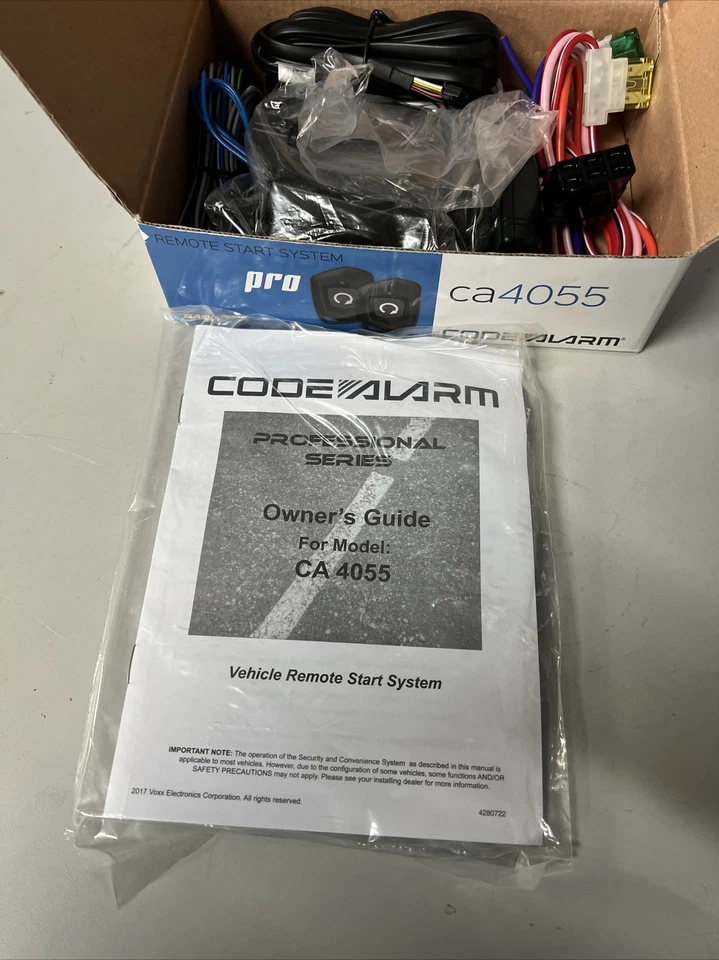 REMOTE START SYSTEM
pro
ca4055
CODE ALARM
CODE ALARM
PROFESSIONAL
SERIES
Owner's Guide
For Model:
CA 4055
Vehicle Remote Start System
IMPORTANT NOTE: The operation of the Security and Convenience System as described in this manual is
applicable to most vehicles. However, due to the configuration of some vehicles, some functions AND/OR
SAFETY PRECAUTIONS may not apply. Please see your installing dealer for more information.
2017 Voxx Electronics Corporation. All rights reserved.
4280722